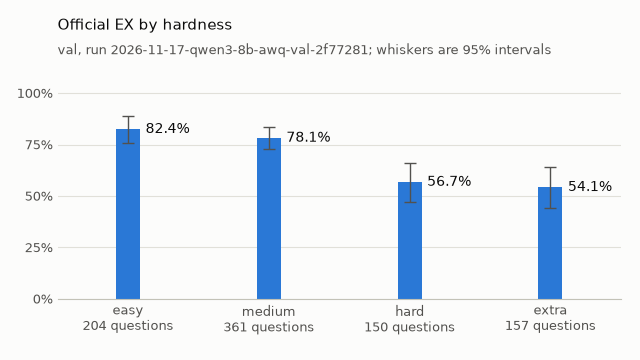 Official EX by hardness
val, run 2026-11-17-qwen3-8b-awq-val-2f77281; whiskers are 95% intervals
100%
75%
50%
25%
0%
82.4%
78.1%
56.7%
54.1%
easy
204 questions
medium
361 questions
hard
150 questions
extra
157 questions